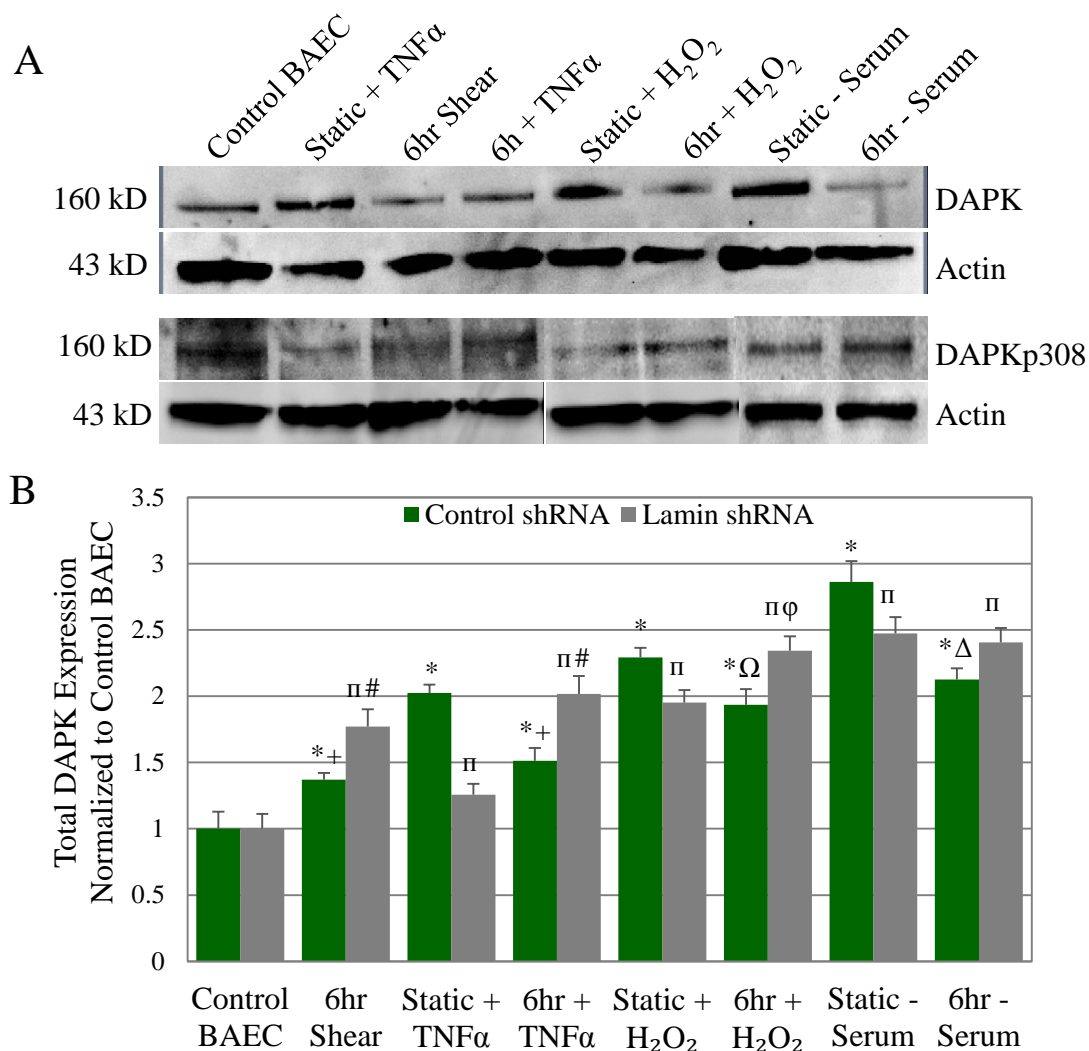 A
Control BAEC
Static + TNFα
6hr Shear
6h + TNFα
Static + H₂O₂
6hr + H₂O₂
Static - Serum
6hr - Serum
160 kD
DAPK
43 kD
Actin
160 kD
DAPKp308
43 kD
Actin
B
Total DAPK Expression
Normalized to Control BAEC
3.5
3
2.5
2
1.5
1
0.5
0
Control shRNA
Lamin shRNA
*+
π#
*
π
*+
π#
*
π
*Ω
πφ
*
π
*Δ
π
Control
BAEC
6hr
Shear
Static +
TNFα
6hr +
TNFα
Static +
H₂O₂
6hr +
H₂O₂
Static -
Serum
6hr -
Serum